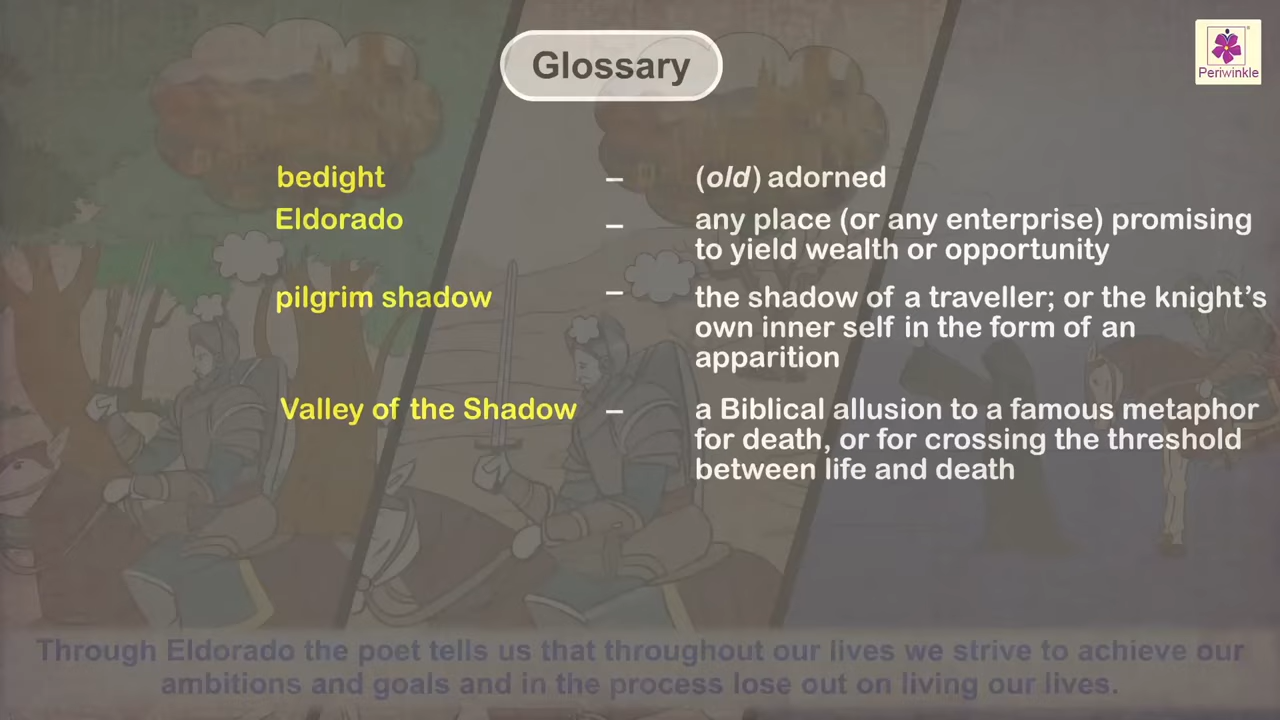 Glossary
Periwinkle
bedight – (old) adorned
Eldorado – any place (or any enterprise) promising
to yield wealth or opportunity
pilgrim shadow – the shadow of a traveller; or the knight's
own inner self in the form of an
apparition
Valley of the Shadow – a Biblical allusion to a famous metaphor
for death, or for crossing the threshold
between life and death
Through Eldorado the poet tells us that throughout our lives we strive to achieve our
ambitions and goals and in the process lose out on living our lives.